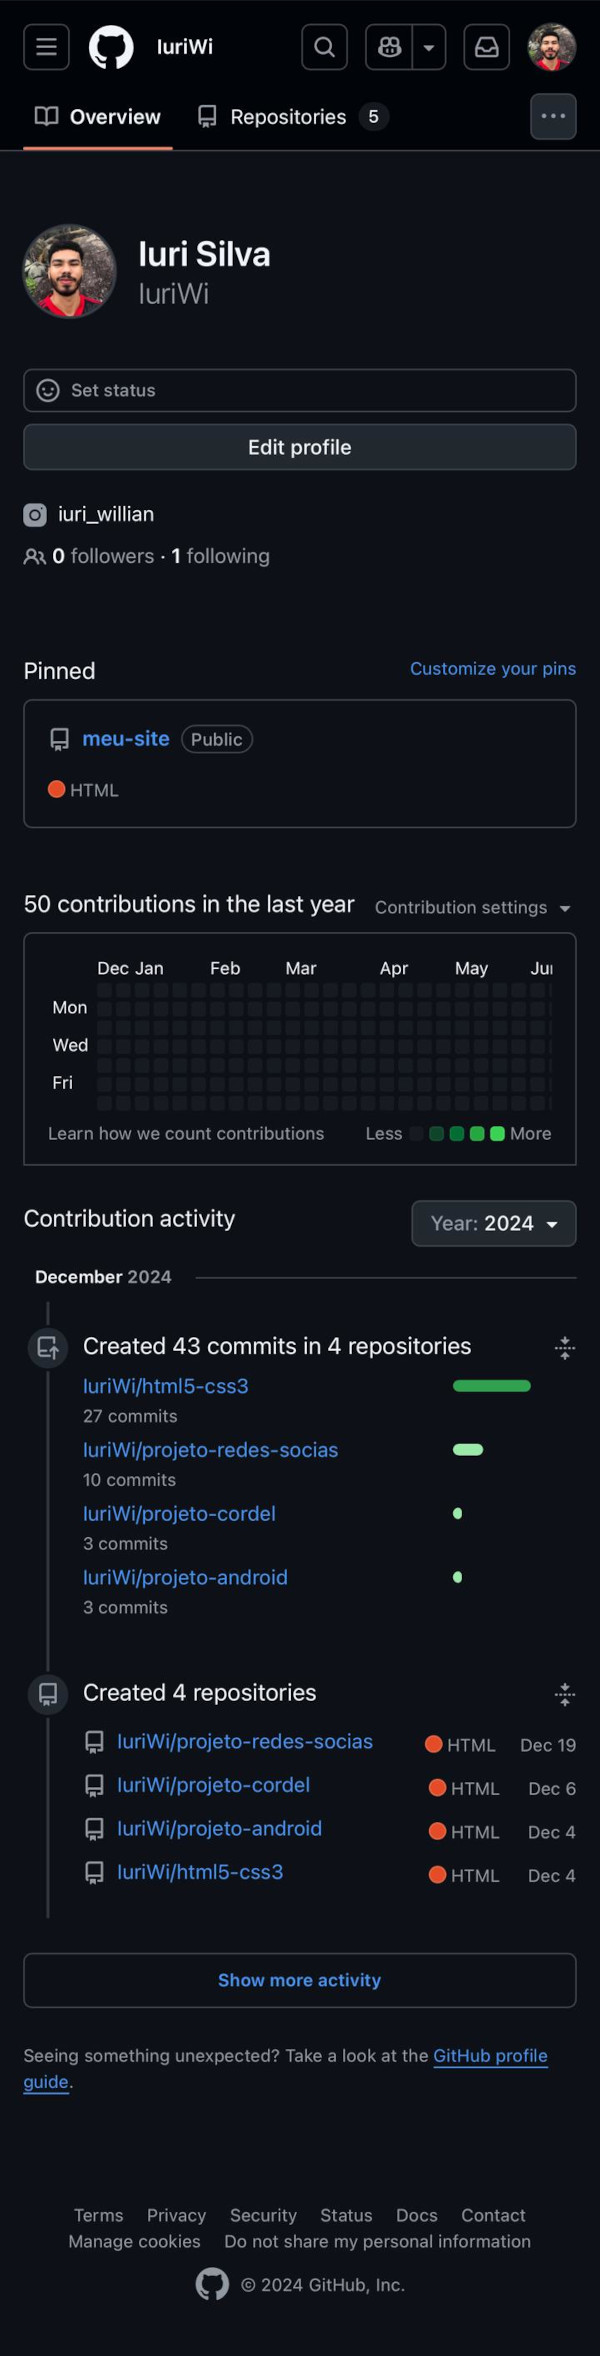 IuriWi
Overview Repositories 5
Iuri Silva
IuriWi
Set status
Edit profile
iuri_willian
0 followers · 1 following
Pinned Customize your pins
meu-site Public
HTML
50 contributions in the last year Contribution settings
Dec Jan Feb Mar Apr May
Mon
Wed
Fri
Learn how we count contributions Less More
Contribution activity Year: 2024
December 2024
Created 43 commits in 4 repositories
IuriWi/html5-css3
27 commits
IuriWi/projeto-redes-socias
10 commits
IuriWi/projeto-cordel
3 commits
IuriWi/projeto-android
3 commits
Created 4 repositories
IuriWi/projeto-redes-socias HTML Dec 19
IuriWi/projeto-cordel HTML Dec 6
IuriWi/projeto-android HTML Dec 4
IuriWi/html5-css3 HTML Dec 4
Show more activity
Seeing something unexpected? Take a look at the GitHub profile
guide.
Terms Privacy Security Status Docs Contact
Manage cookies Do not share my personal information
© 2024 GitHub, Inc.